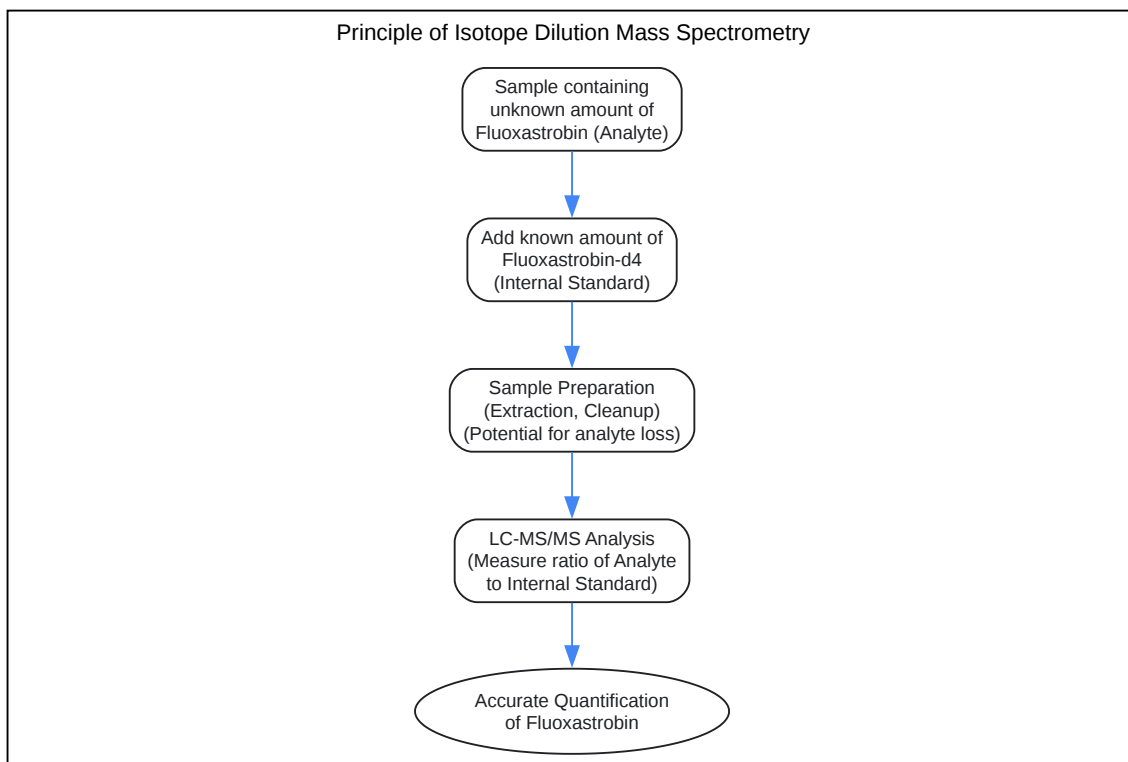 Principle of Isotope Dilution Mass Spectrometry
Sample containing
unknown amount of
Fluoxastrobin (Analyte)
Add known amount of
Fluoxastrobin-d4
(Internal Standard)
Sample Preparation
(Extraction, Cleanup)
(Potential for analyte loss)
LC-MS/MS Analysis
(Measure ratio of Analyte
to Internal Standard)
Accurate Quantification
of Fluoxastrobin